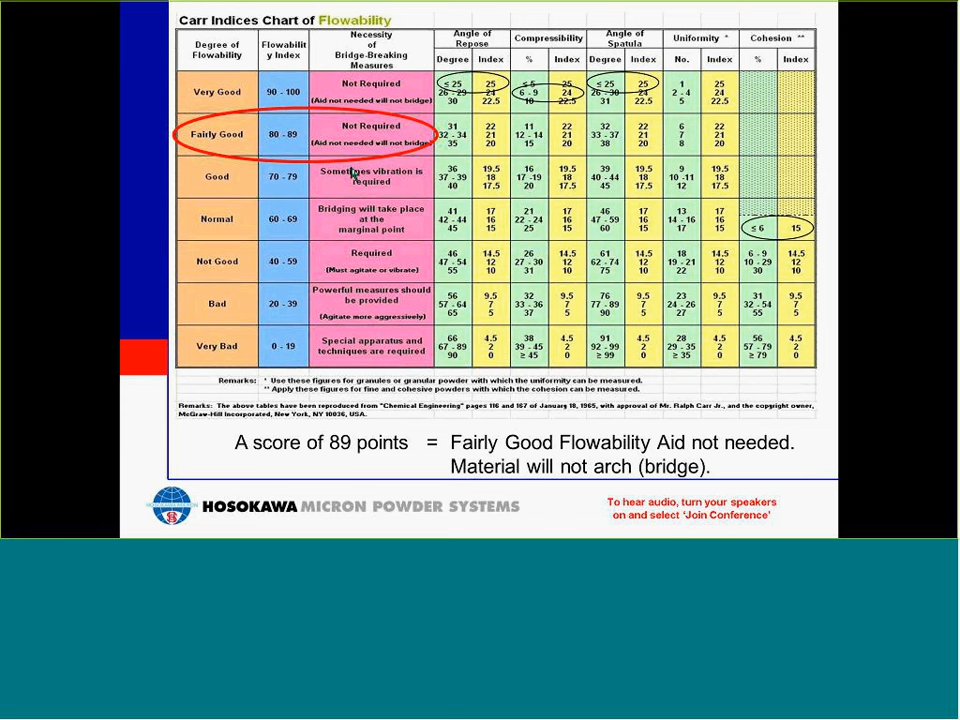 Carr Indices Chart of Flowability
Degree of Flowability | Flowabilit y Index | Necessity of Bridge-Breaking Measures | Angle of Repose | Compressibility | Angle of Spatula | Uniformity * | Cohesion **
Degree | Index | % | Index | Degree | Index | No. | Index | % | Index
Very Good | 90 - 100 | Not Required | ≤ 25 | 25 | ≤ 5 | 25 | ≤ 25 | 25 | 1 | 25
26 - 29 | 24 | 6 - 9 | 24 | 26 - 30 | 24 | 2 - 4 | 24
(Aid not needed will not bridge) | 30 | 22.5 | 10 | 22.5 | 31 | 22.5 | 5 | 22.5
Fairly Good | 80 - 89 | Not Required | 31 | 22 | 11 | 22 | 32 | 22 | 6 | 22
32 - 34 | 21 | 12 - 14 | 21 | 33 - 37 | 21 | 7 | 21
(Aid not needed will not bridge) | 35 | 20 | 15 | 20 | 38 | 20 | 8 | 20
Good | 70 - 79 | Sometimes vibration is required | 36 | 19.5 | 16 | 19.5 | 39 | 19.5 | 9 | 19.5
37 - 39 | 18 | 17 -19 | 18 | 40 - 44 | 18 | 10 -11 | 18
40 | 17.5 | 20 | 17.5 | 45 | 17.5 | 12 | 17.5
Normal | 60 - 69 | Bridging will take place at the marginal point | 41 | 17 | 21 | 17 | 46 | 17 | 13 | 17
42 - 44 | 16 | 22 - 24 | 16 | 47 - 59 | 16 | 14 - 16 | 16
45 | 15 | 25 | 15 | 60 | 15 | 17 | 15 | ≤ 6 | 15
Not Good | 40 - 59 | Required | 46 | 14.5 | 26 | 14.5 | 61 | 14.5 | 18 | 14.5 | 6 - 9 | 14.5
47 - 54 | 12 | 27 - 30 | 12 | 62 - 74 | 12 | 19 - 21 | 12 | 10 - 29 | 12
(Must agitate or vibrate) | 55 | 10 | 31 | 10 | 75 | 10 | 22 | 10 | 30 | 10
Bad | 20 - 39 | Powerful measures should be provided | 56 | 9.5 | 32 | 9.5 | 76 | 9.5 | 23 | 9.5 | 31 | 9.5
57 - 64 | 7 | 33 - 36 | 7 | 77 - 89 | 7 | 24 - 26 | 7 | 32 - 54 | 7
(Agitate more aggressively) | 65 | 5 | 37 | 5 | 90 | 5 | 27 | 5 | 55 | 5
Very Bad | 0 - 19 | Special apparatus and techniques are required | 66 | 4.5 | 38 | 4.5 | 91 | 4.5 | 28 | 4.5 | 56 | 4.5
67 - 89 | 2 | 39 - 45 | 2 | 92 - 99 | 2 | 29 - 35 | 2 | 57 - 79 | 2
90 | 0 | ≥ 45 | 0 | ≥ 99 | 0 | ≥ 35 | 0 | ≥ 79 | 0
Remarks: * Use these figures for granules or granular powder with which the uniformity can be measured.
** Apply these figures for fine and cohesive powders with which the cohesion can be measured.
Remarks: The above tables have been reproduced from "Chemical Engineering" pages 116 and 167 of January 18, 1965, with approval of Mr. Ralph Carr Jr., and the copyright owner,
McGraw-Hill Incorporated, New York, NY 10036, USA.
A score of 89 points = Fairly Good Flowability Aid not needed.
Material will not arch (bridge).
HOSOKAWA MICRON POWDER SYSTEMS
To hear audio, turn your speakers
on and select 'Join Conference'